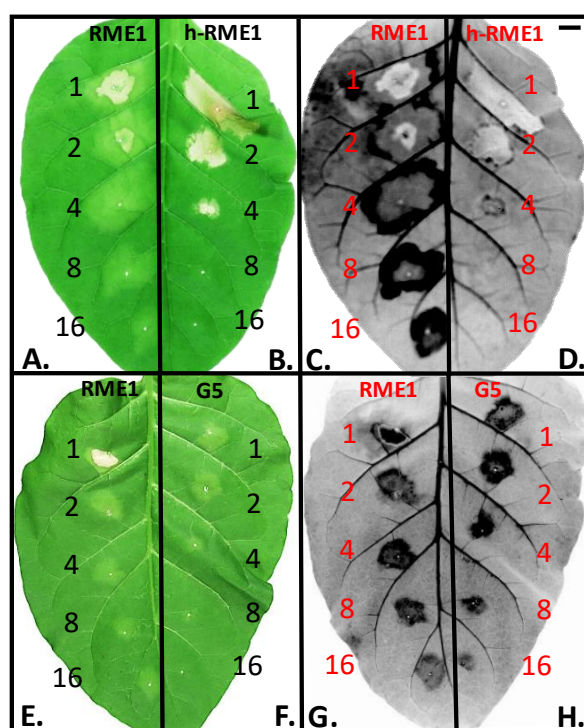 RME1 h-RME1
1 1
2 2
4 4
8 8
16 16
A. B.
RME1 h-RME1
1 1
2 2
4 4
8 8
16 16
C. D.
RME1 G5
1 1
2 2
4 4
8 8
16 16
E. F.
RME1 G5
1 1
2 2
4 4
8 8
16 16
G. H.